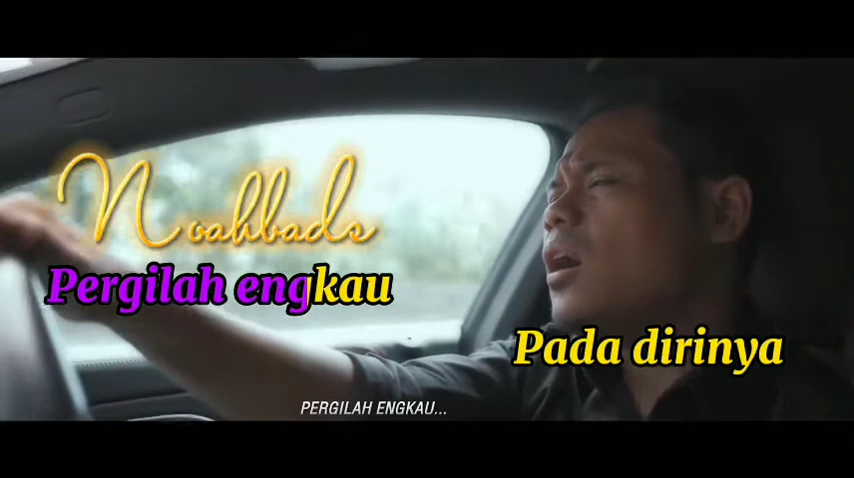 Noahbads
Pergilah engkau
Pada dirinya
PERGILAH ENGKAU...